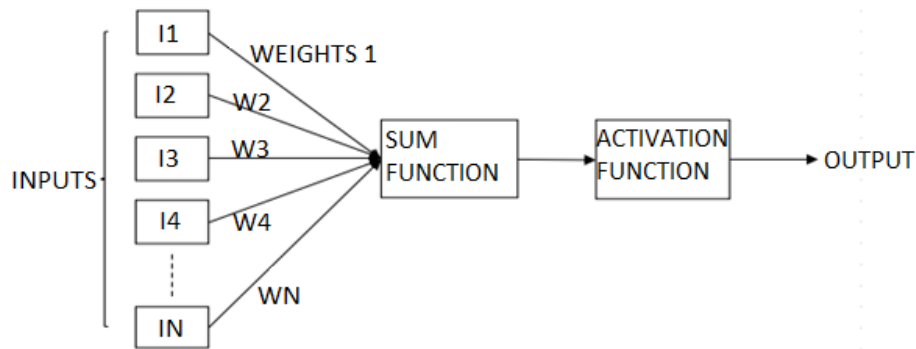 I1
WEIGHTS 1
I2
W2
I3
W3
INPUTS
I4
W4
IN
WN
SUM
FUNCTION
ACTIVATION
FUNCTION
OUTPUT